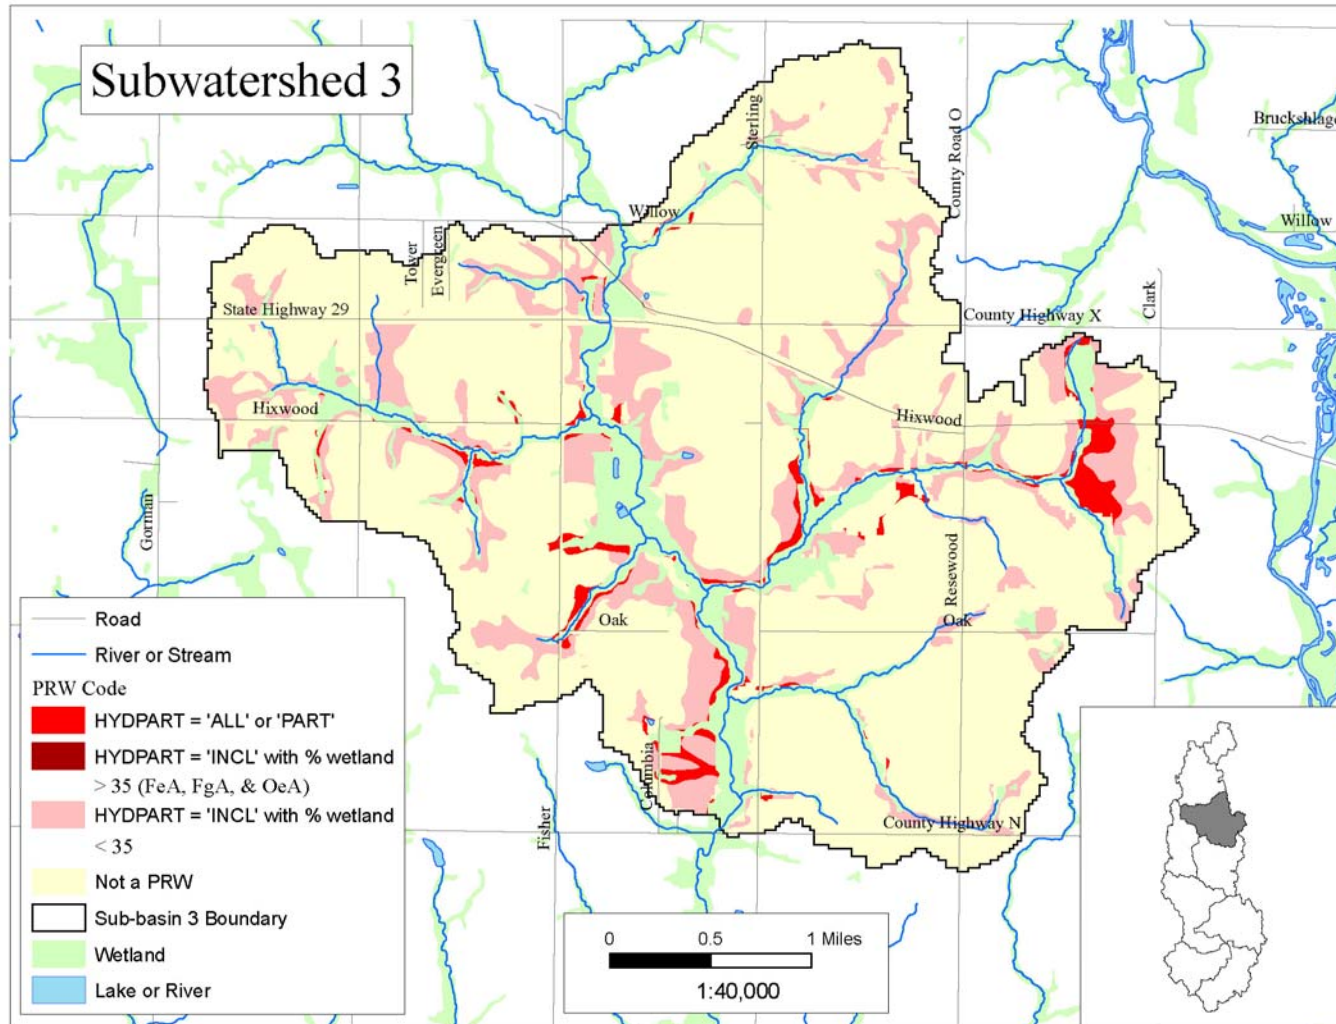 Subwatershed 3
Sterling
County Road O
Bruckshlage
Willow
Willow
Tower
Evergreen
State Highway 29
County Highway X
Clark
Hixwood
Hixwood
Gorman
Resewood
Oak
Oak
Columbia
Fisher
County Highway N
Road
River or Stream
PRW Code
HYDPART = 'ALL' or 'PART'
HYDPART = 'INCL' with % wetland
> 35 (FeA, FgA, & OeA)
HYDPART = 'INCL' with % wetland
< 35
Not a PRW
Sub-basin 3 Boundary
Wetland
Lake or River
0 0.5 1 Miles
1:40,000